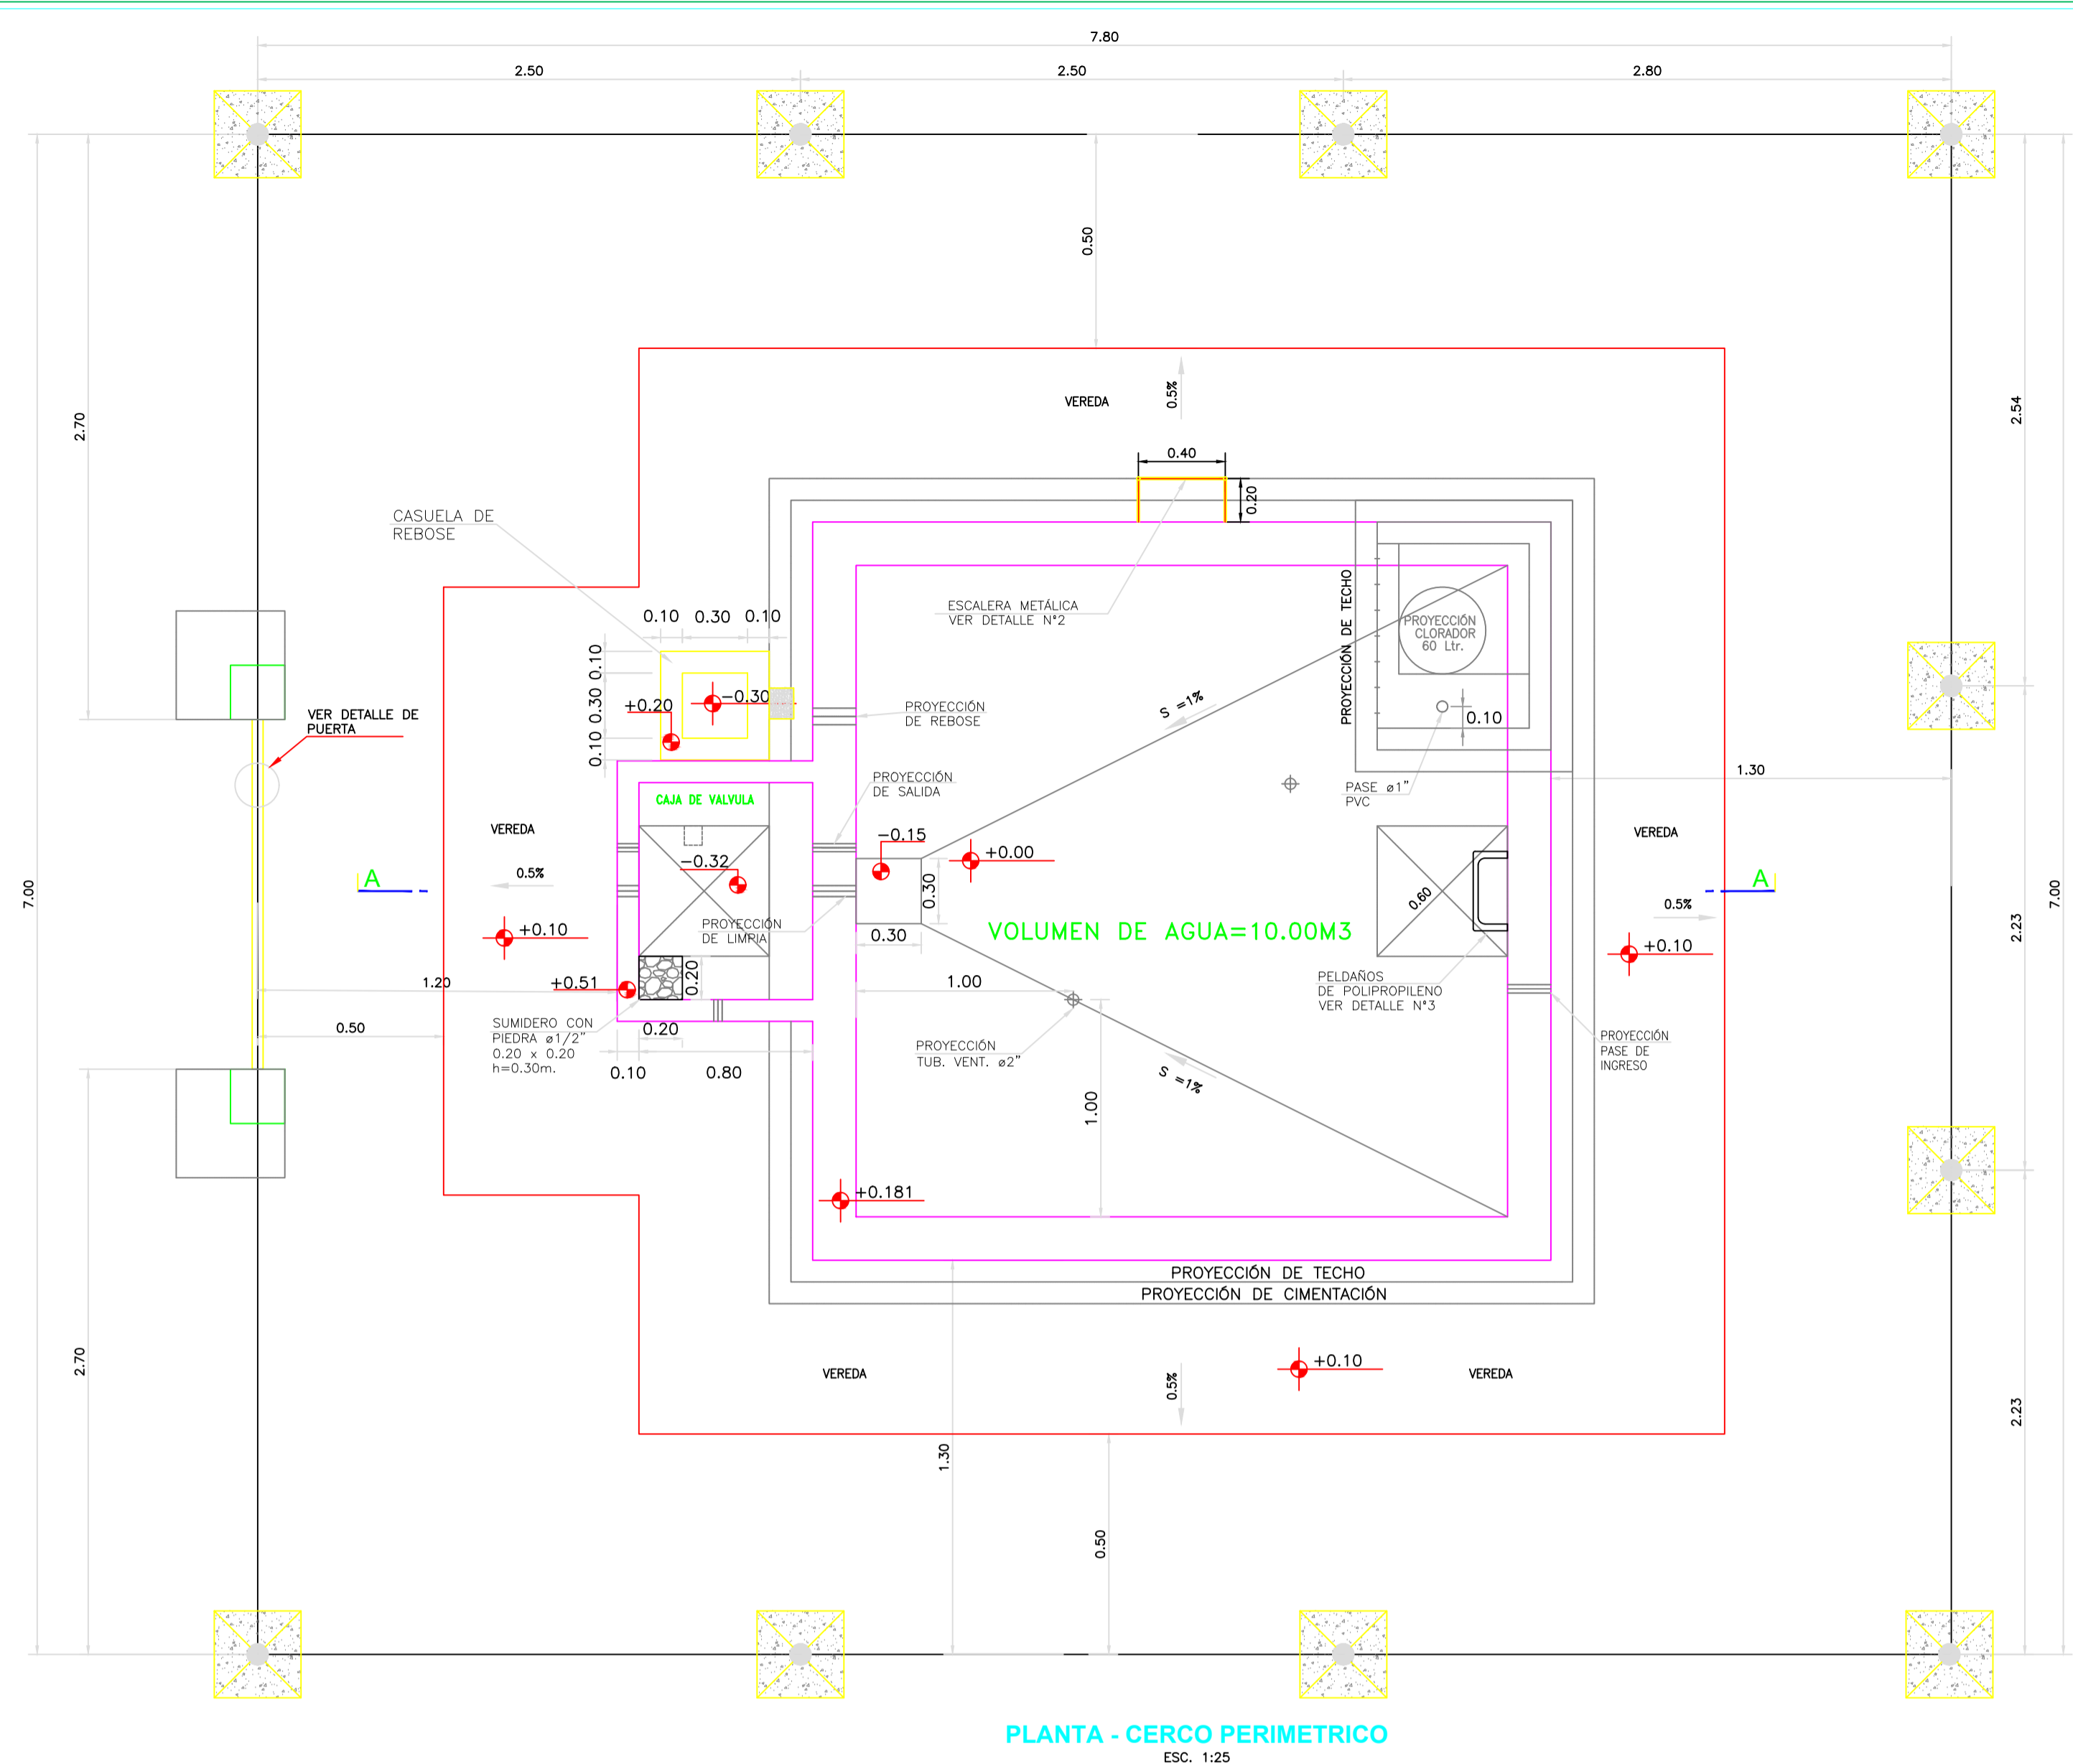 7.80
2.50
2.50
2.80
0.50
2.70
2.54
VEREDA
0.5%
0.40
0.20
CASUELA DE
REBOSE
PROYECCIÓN DE TECHO
ESCALERA METÁLICA
VER DETALLE N°2
0.10
0.30
0.10
PROYECCIÓN
CLORADOR
60 Ltr.
0.10
0.30
0.10
+0.20
-0.30
PROYECCIÓN
DE REBOSE
S =1%
0.10
VER DETALLE DE
PUERTA
PROYECCIÓN
DE SALIDA
1.30
PASE ø1"
PVC
CAJA DE VALVULA
VEREDA
VEREDA
-0.15
+0.00
-0.32
0.5%
A
A
7.00
7.00
0.30
0.60
0.5%
2.23
PROYECCIÓN
DE LIMPIA
0.30
VOLUMEN DE AGUA=10.00M3
+0.10
+0.10
1.20
+0.51
0.20
1.00
PELDAÑOS
DE POLIPROPILENO
VER DETALLE N°3
0.50
SUMIDERO CON
PIEDRA ø1/2"
0.20 x 0.20
h=0.30m.
0.20
0.10
0.80
PROYECCIÓN
TUB. VENT. ø2"
PROYECCIÓN
PASE DE
INGRESO
S =1%
1.00
+0.181
PROYECCIÓN DE TECHO
PROYECCIÓN DE CIMENTACIÓN
2.70
VEREDA
0.5%
+0.10
VEREDA
2.23
1.30
0.50
PLANTA - CERCO PERIMETRICO
ESC. 1:25